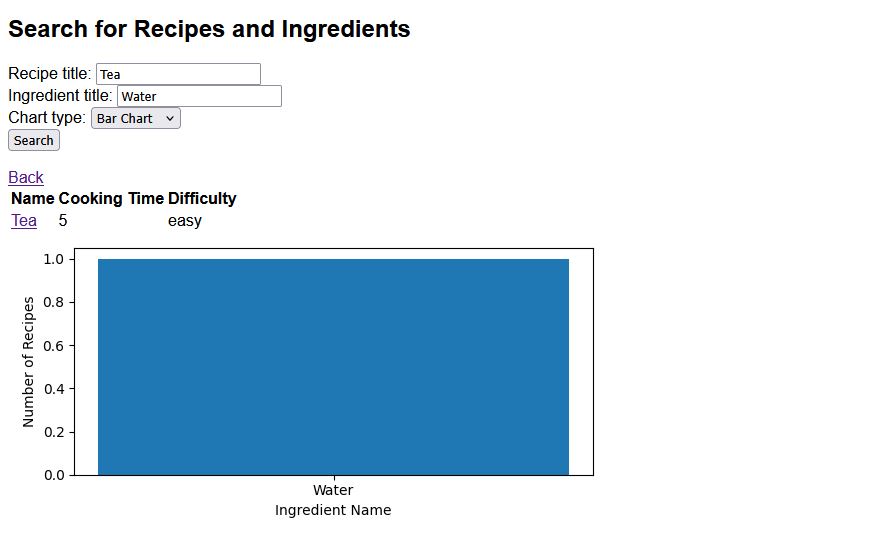 Search for Recipes and Ingredients
Recipe title: Tea
Ingredient title: Water
Chart type: Bar Chart
Search
Back
Name Cooking Time Difficulty
Tea 5 easy
1.0
0.8
0.6
0.4
0.2
0.0
Number of Recipes
Water
Ingredient Name